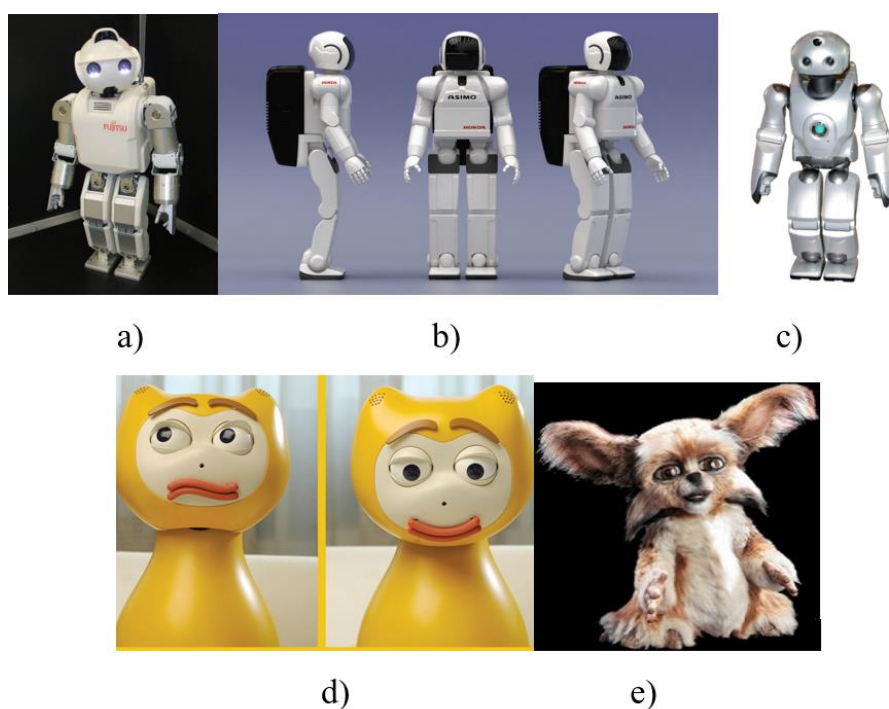 FUJITSU
HONDA
ASIMO
HONDA
ASIMO
a)
b)
c)
d)
e)